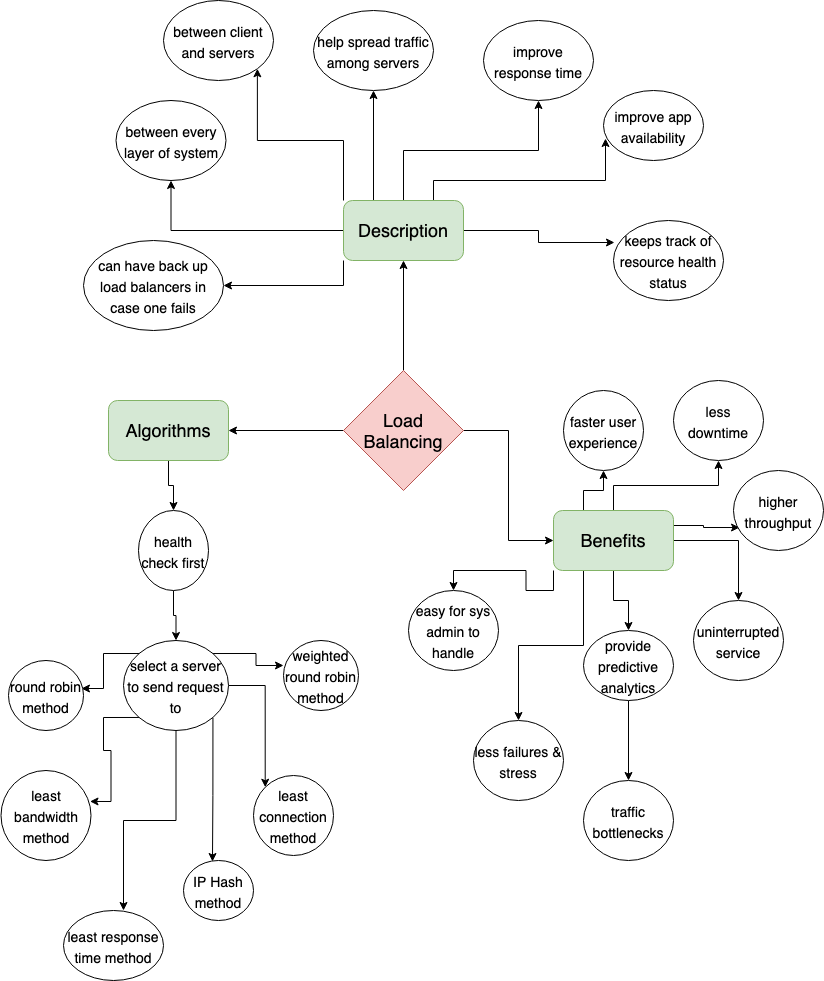 between client
and servers
help spread traffic
among servers
improve
response time
improve app
availability
between every
layer of system
Description
keeps track of
resource health
status
can have back up
load balancers in
case one fails
Load
Balancing
Algorithms
faster user
experience
less
downtime
higher
throughput
Benefits
health
check first
easy for sys
admin to
handle
uninterrupted
service
provide
predictive
analytics
select a server
to send request
to
weighted
round robin
method
round robin
method
less failures &
stress
least
bandwidth
method
least
connection
method
traffic
bottlenecks
IP Hash
method
least response
time method